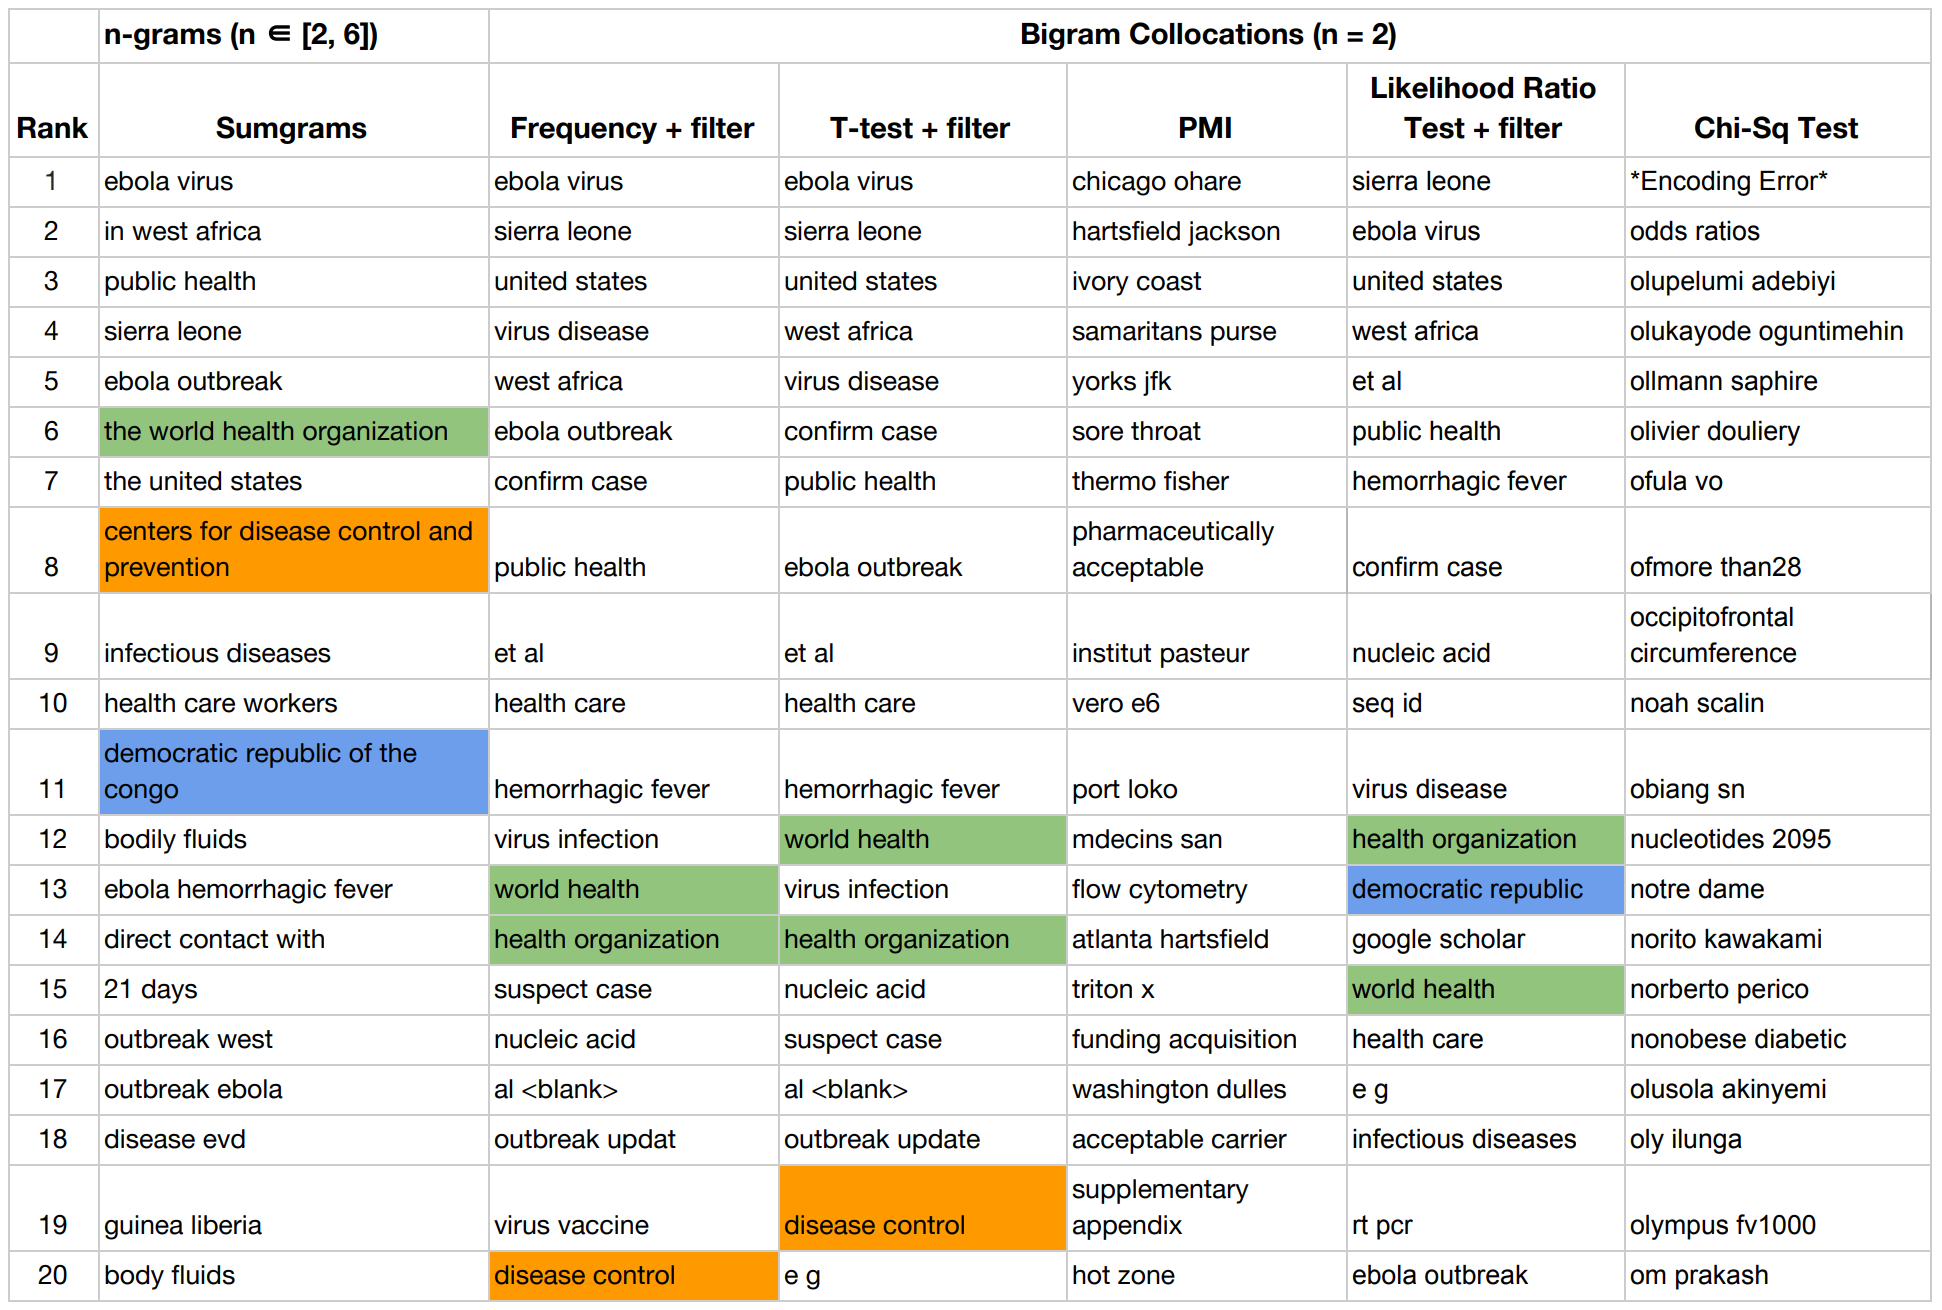 n-grams (n ∈ [2, 6]) Bigram Collocations (n = 2)
Likelihood Ratio
Rank Sumgrams Frequency + filter T-test + filter PMI Test + filter Chi-Sq Test
1 ebola virus ebola virus ebola virus chicago ohare sierra leone *Encoding Error*
2 in west africa sierra leone sierra leone hartsfield jackson ebola virus odds ratios
3 public health united states united states ivory coast united states olupelumi adebiyi
4 sierra leone virus disease west africa samaritans purse west africa olukayode oguntimehin
5 ebola outbreak west africa virus disease yorks jfk et al ollmann saphire
6 the world health organization ebola outbreak confirm case sore throat public health olivier douliery
7 the united states confirm case public health thermo fisher hemorrhagic fever ofula vo
centers for disease control and pharmaceutically
8 prevention public health ebola outbreak acceptable confirm case ofmore than28
occipitofrontal
9 infectious diseases et al et al institut pasteur nucleic acid circumference
10 health care workers health care health care vero e6 seq id noah scalin
democratic republic of the
11 congo hemorrhagic fever hemorrhagic fever port loko virus disease obiang sn
12 bodily fluids virus infection world health mdecins san health organization nucleotides 2095
13 ebola hemorrhagic fever world health virus infection flow cytometry democratic republic notre dame
14 direct contact with health organization health organization atlanta hartsfield google scholar norito kawakami
15 21 days suspect case nucleic acid triton x world health norberto perico
16 outbreak west nucleic acid suspect case funding acquisition health care nonobese diabetic
17 outbreak ebola al <blank> al <blank> washington dulles e g olusola akinyemi
18 disease evd outbreak updat outbreak update acceptable carrier infectious diseases oly ilunga
supplementary
19 guinea liberia virus vaccine disease control appendix rt pcr olympus fv1000
20 body fluids disease control e g hot zone ebola outbreak om prakash